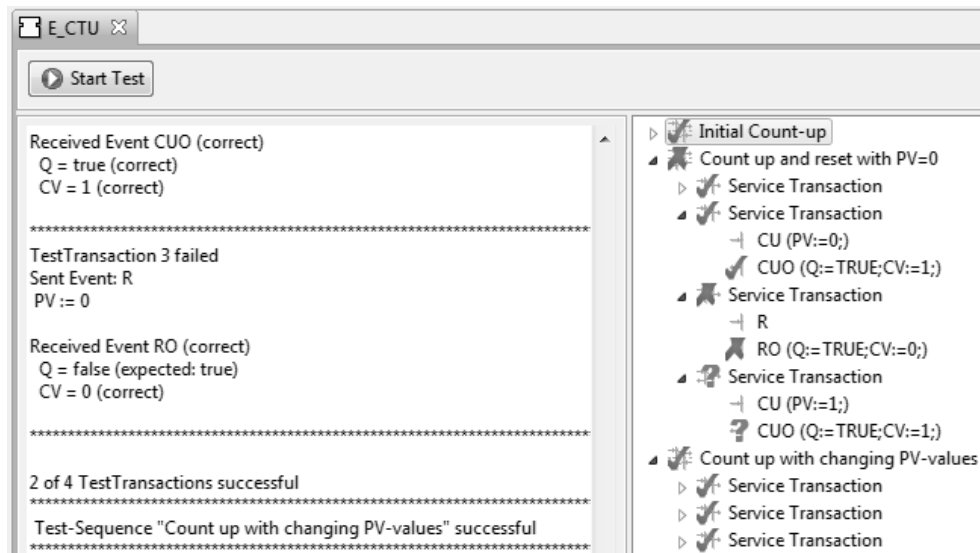 E_CTU
Start Test
Received Event CUO (correct)
Q = true (correct)
CV = 1 (correct)
********************************************************************************
TestTransaction 3 failed
Sent Event: R
PV := 0
Received Event RO (correct)
Q = false (expected: true)
CV = 0 (correct)
********************************************************************************
2 of 4 TestTransactions successful
********************************************************************************
Test-Sequence "Count up with changing PV-values" successful
********************************************************************************
Initial Count-up
Count up and reset with PV=0
Service Transaction
Service Transaction
CU (PV:=0;)
CUO (Q:=TRUE;CV:=1;)
Service Transaction
R
RO (Q:=TRUE;CV:=0;)
Service Transaction
CU (PV:=1;)
CUO (Q:=TRUE;CV:=1;)
Count up with changing PV-values
Service Transaction
Service Transaction
Service Transaction